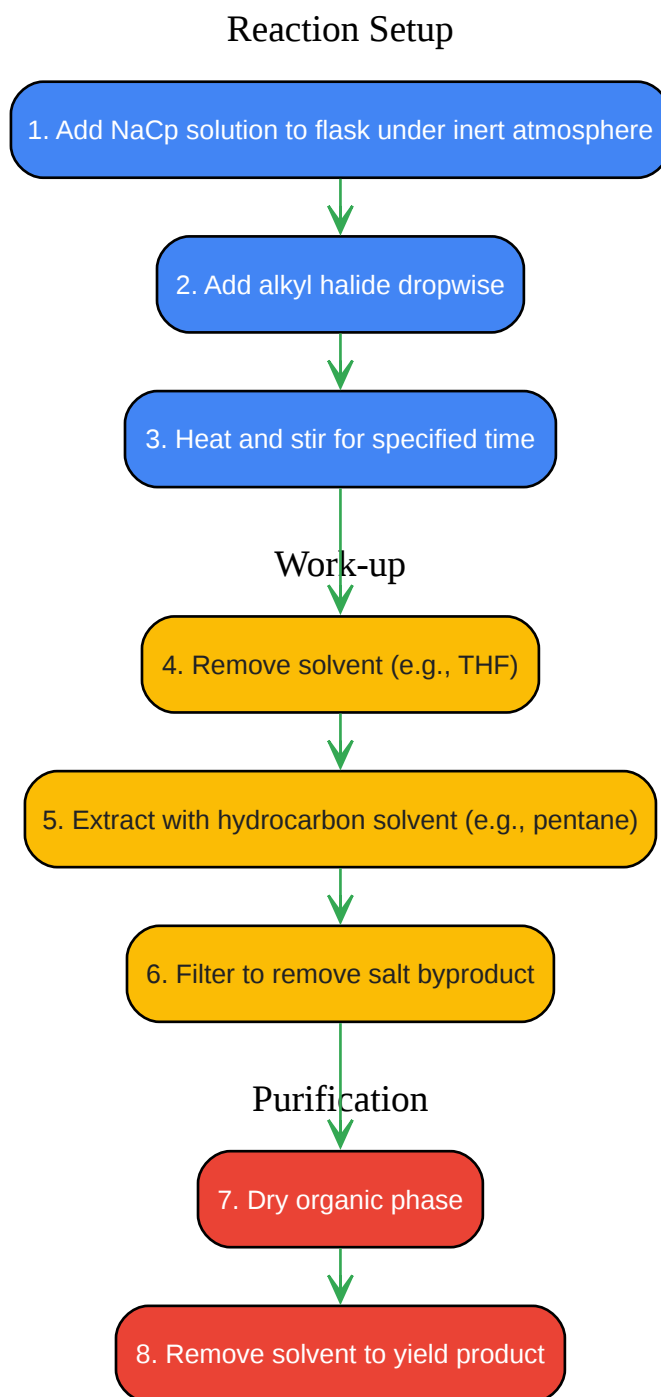 Reaction Setup
1. Add NaCp solution to flask under inert atmosphere
2. Add alkyl halide dropwise
3. Heat and stir for specified time
Work-up
4. Remove solvent (e.g., THF)
5. Extract with hydrocarbon solvent (e.g., pentane)
6. Filter to remove salt byproduct
Purification
7. Dry organic phase
8. Remove solvent to yield product